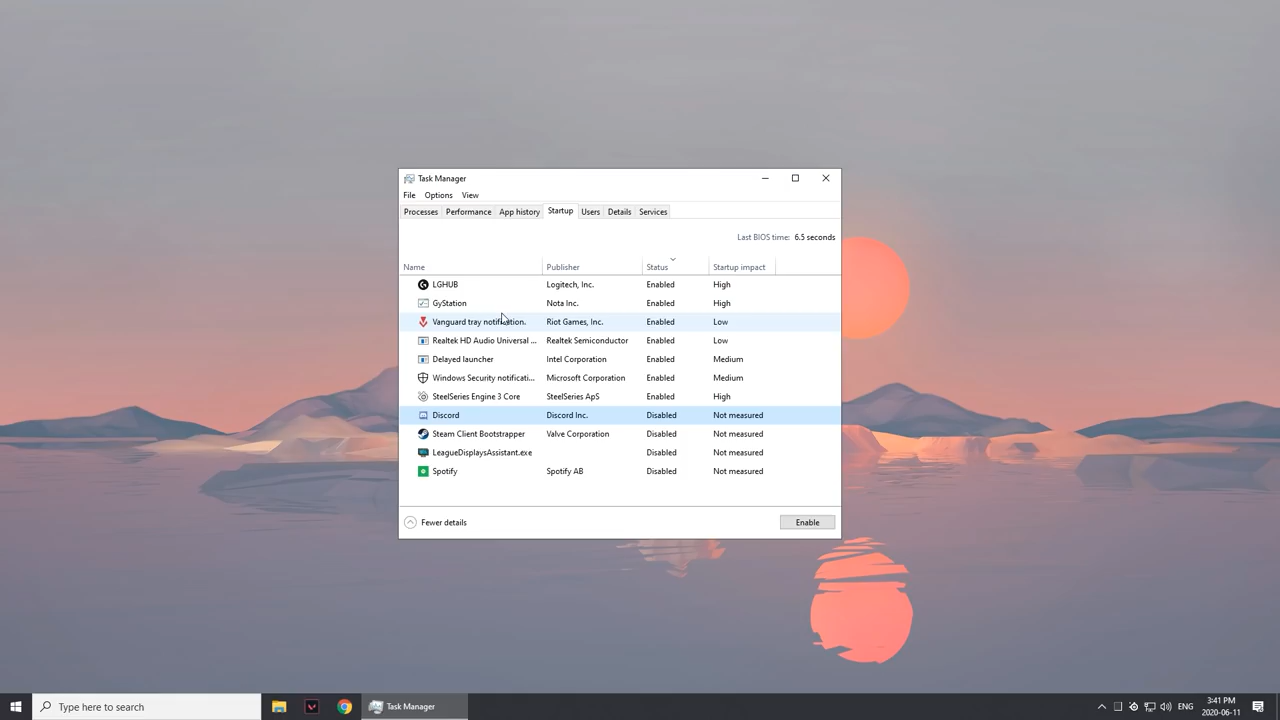 Task Manager
File Options View
Processes Performance App history Startup Users Details Services
Last BIOS time: 6.5 seconds
Name Publisher Status Startup impact
LGHUB Logitech, Inc. Enabled High
GyStation Nota Inc. Enabled High
Vanguard tray notification. Riot Games, Inc. Enabled Low
Realtek HD Audio Universal ... Realtek Semiconductor Enabled Low
Delayed launcher Intel Corporation Enabled Medium
Windows Security notificati... Microsoft Corporation Enabled Medium
SteelSeries Engine 3 Core SteelSeries ApS Enabled High
Discord Discord Inc. Disabled Not measured
Steam Client Bootstrapper Valve Corporation Disabled Not measured
LeagueDisplaysAssistant.exe Disabled Not measured
Spotify Spotify AB Disabled Not measured
Fewer details Enable
Type here to search Task Manager ENG 3:41 PM
2020-06-11